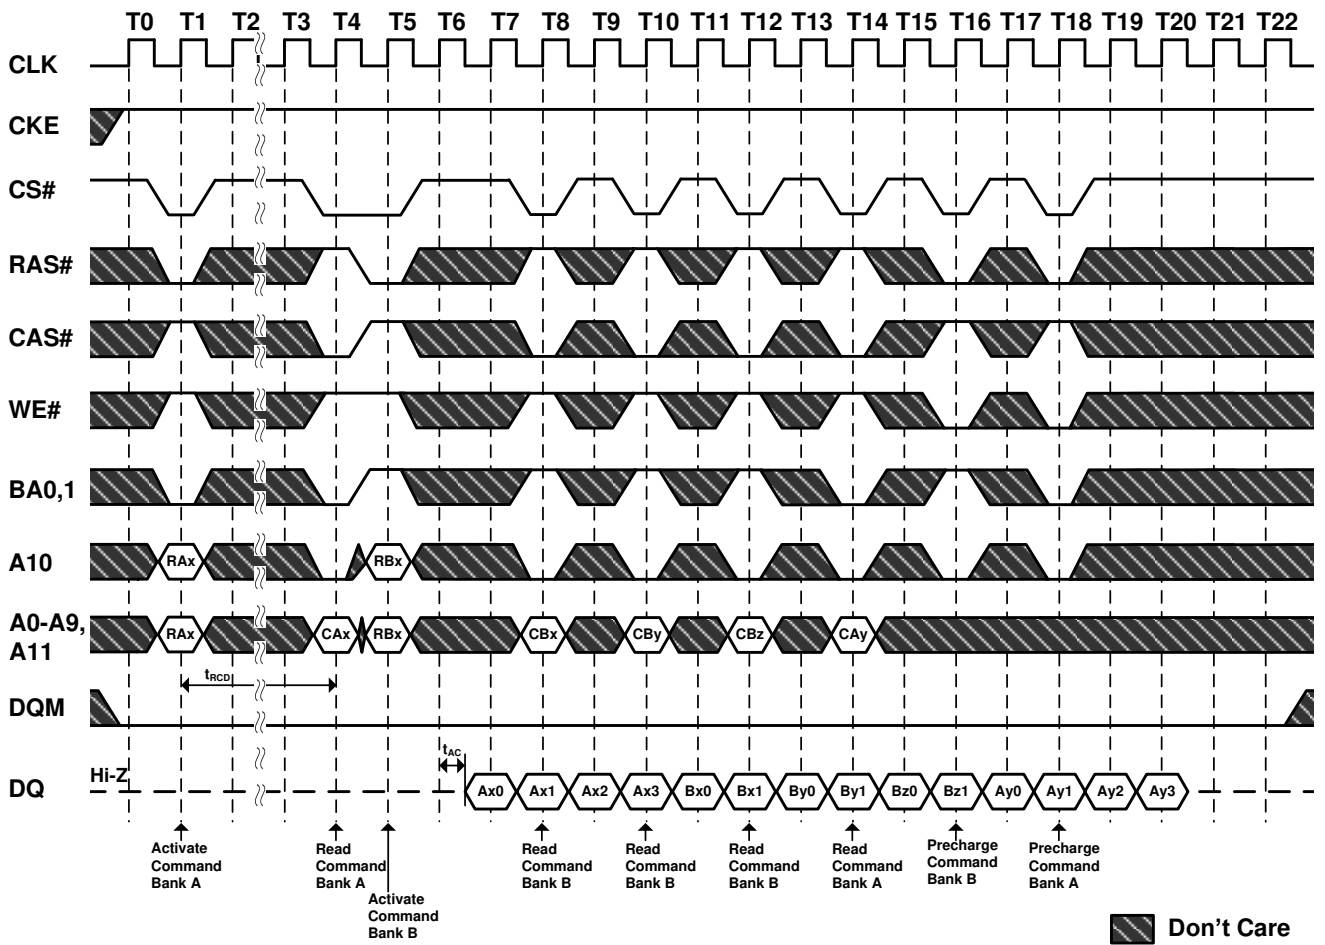 T0 T1 T2 T3 T4 T5 T6 T7 T8 T9 T10 T11 T12 T13 T14 T15 T16 T17 T18 T19 T20 T21 T22
CLK
CKE
CS#
RAS#
CAS#
WE#
BA0,1
A10 RAx RBx
A0-A9,
A11 RAx CAx RBx CBx CBy CBz CAy
tRCD
DQM
tAC
Hi-Z
DQ Ax0 Ax1 Ax2 Ax3 Bx0 Bx1 By0 By1 Bz0 Bz1 Ay0 Ay1 Ay2 Ay3
Activate
Command
Bank A
Read
Command
Bank A
Activate
Command
Bank B
Read
Command
Bank B
Read
Command
Bank B
Read
Command
Bank B
Read
Command
Bank A
Precharge
Command
Bank B
Precharge
Command
Bank A
Don't Care